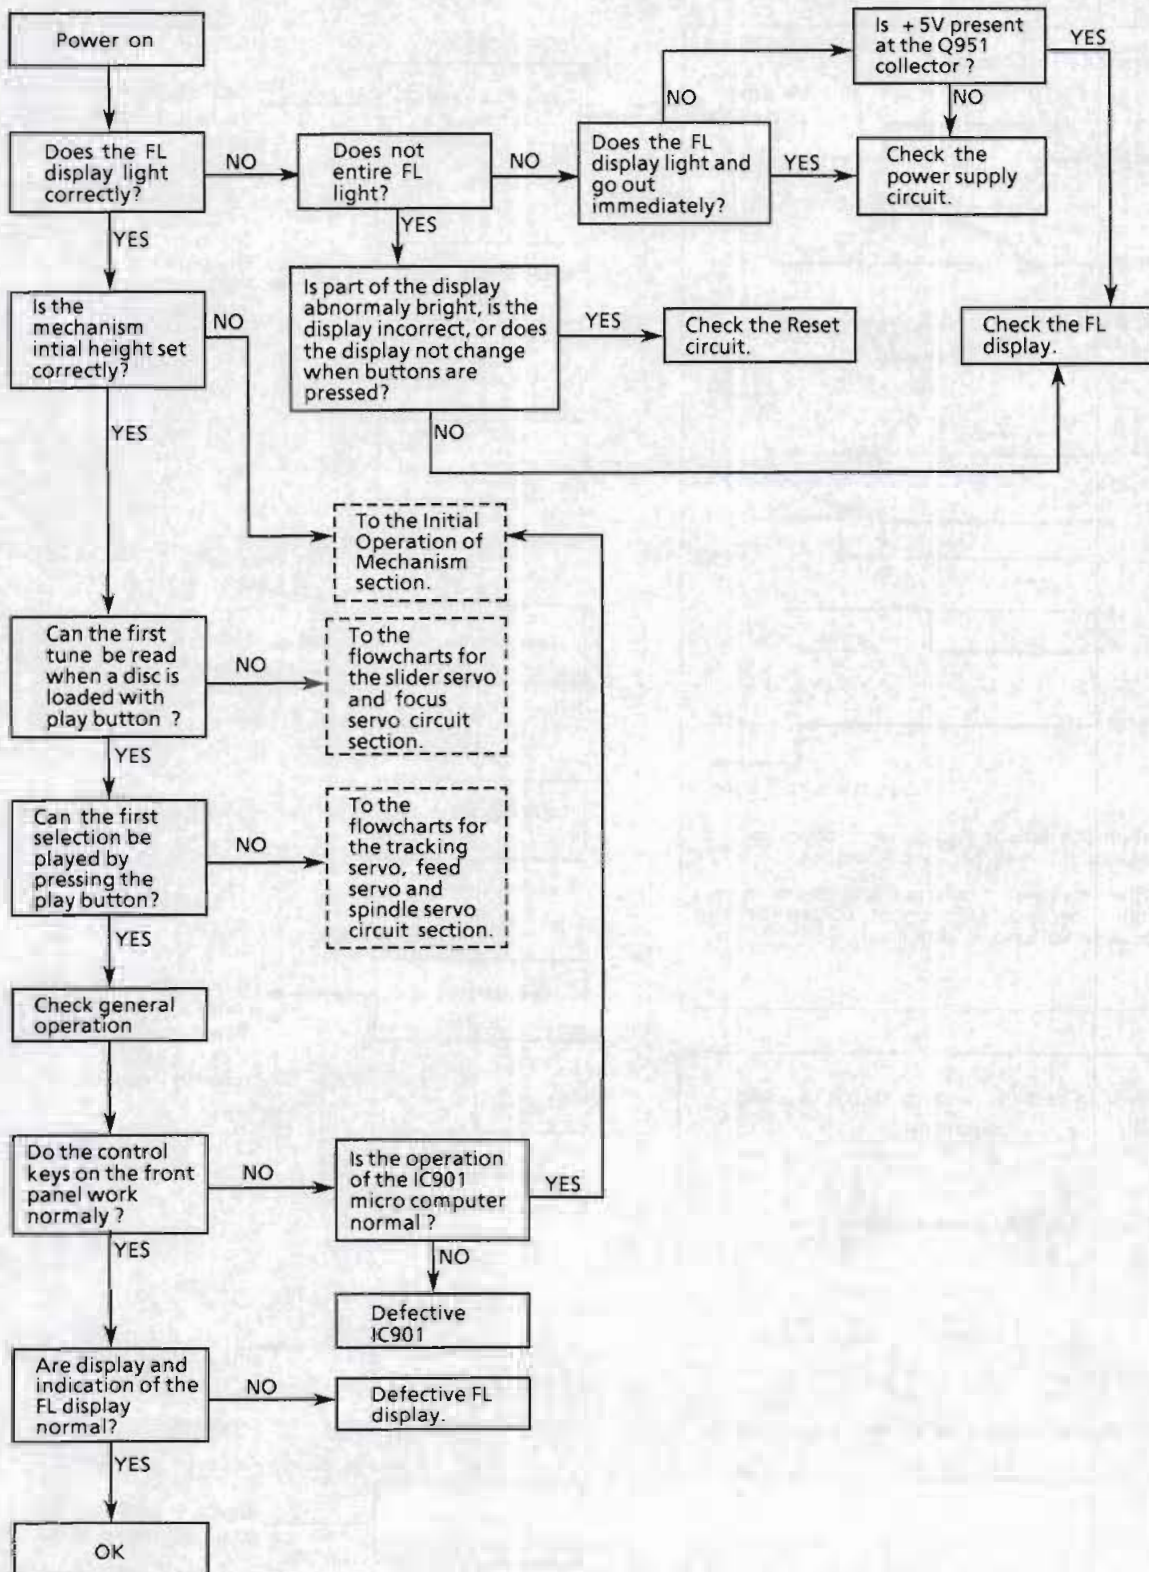 Power on
Does the FL
display light
correctly?
NO
Does not
entire FL
light?
NO
Does the FL
display light and
go out
immediately?
NO
YES
Is + 5V present
at the Q951
collector ?
YES
NO
Check the
power supply
circuit.
YES
YES
Is the
mechanism
intial height set
correctly?
NO
Is part of the display
abnormaly bright, is the
display incorrect, or does
the display not change
when buttons are
pressed?
YES
Check the Reset
circuit.
Check the FL
display.
YES
NO
To the Initial
Operation of
Mechanism
section.
Can the first
tune be read
when a disc is
loaded with
play button ?
NO
To the
flowcharts for
the slider servo
and focus
servo circuit
section.
YES
Can the first
selection be
played by
pressing the
play button?
NO
To the
flowcharts for
the tracking
servo, feed
servo and
spindle servo
circuit section.
YES
Check general
operation
Do the control
keys on the front
panel work
normaly ?
NO
Is the operation
of the IC901
micro computer
normal ?
YES
YES
NO
Defective
IC901
Are display and
indication of the
FL display
normal?
NO
Defective FL
display.
YES
OK